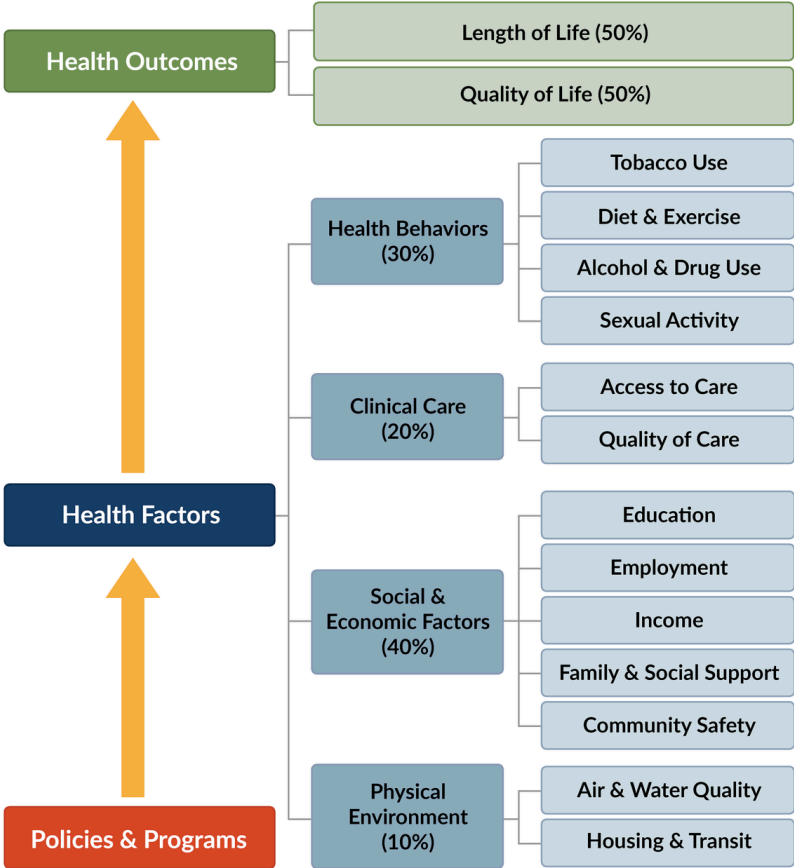 Health Outcomes
Length of Life (50%)
Quality of Life (50%)
Health Factors
Health Behaviors
(30%)
Tobacco Use
Diet & Exercise
Alcohol & Drug Use
Sexual Activity
Clinical Care
(20%)
Access to Care
Quality of Care
Social &
Economic Factors
(40%)
Education
Employment
Income
Family & Social Support
Community Safety
Physical
Environment
(10%)
Air & Water Quality
Housing & Transit
Policies & Programs